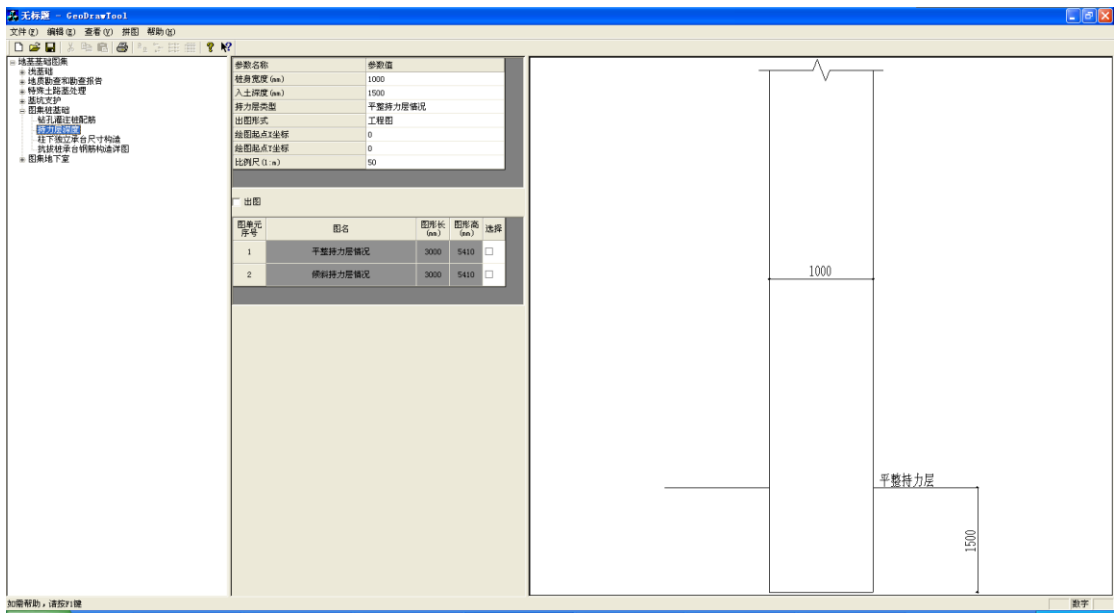 无标题 - GeoDrawTool
文件(F) 编辑(E) 查看(V) 拼图 帮助(H)
地基基础图集
浅基础
地质勘查和勘查报告
特殊土路基处理
基坑支护
图集桩基础
钻孔灌注桩配筋
持力层深度
柱下独立承台尺寸构造
抗拔桩承台钢筋构造详图
图集地下室
参数名称 参数值
桩身宽度(mm) 1000
入土深度(mm) 1500
持力层类型 平整持力层情况
出图形式 工程图
绘图起点X坐标 0
绘图起点Y坐标 0
比例尺(1:m) 50
出图
图单元序号 图名 图形长(mm) 图形高(mm) 选择
1 平整持力层情况 3000 5410
2 倾斜持力层情况 3000 5410
1000
平整持力层
1500
如需帮助，请按F1键
数字